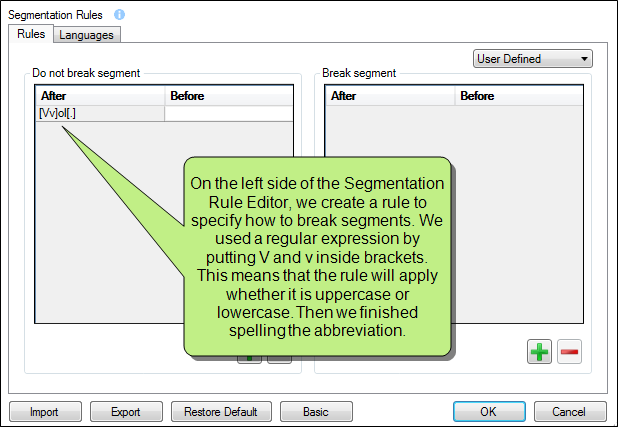 Segmentation Rules
Rules Languages
User Defined
Do not break segment
After Before
[Vv]ol[.]
Break segment
After Before
On the left side of the Segmentation
Rule Editor, we create a rule to
specify how to break segments. We
used a regular expression by
putting V and v inside brackets.
This means that the rule will apply
whether it is uppercase or
lowercase. Then we finished
spelling the abbreviation.
Import Export Restore Default Basic OK Cancel